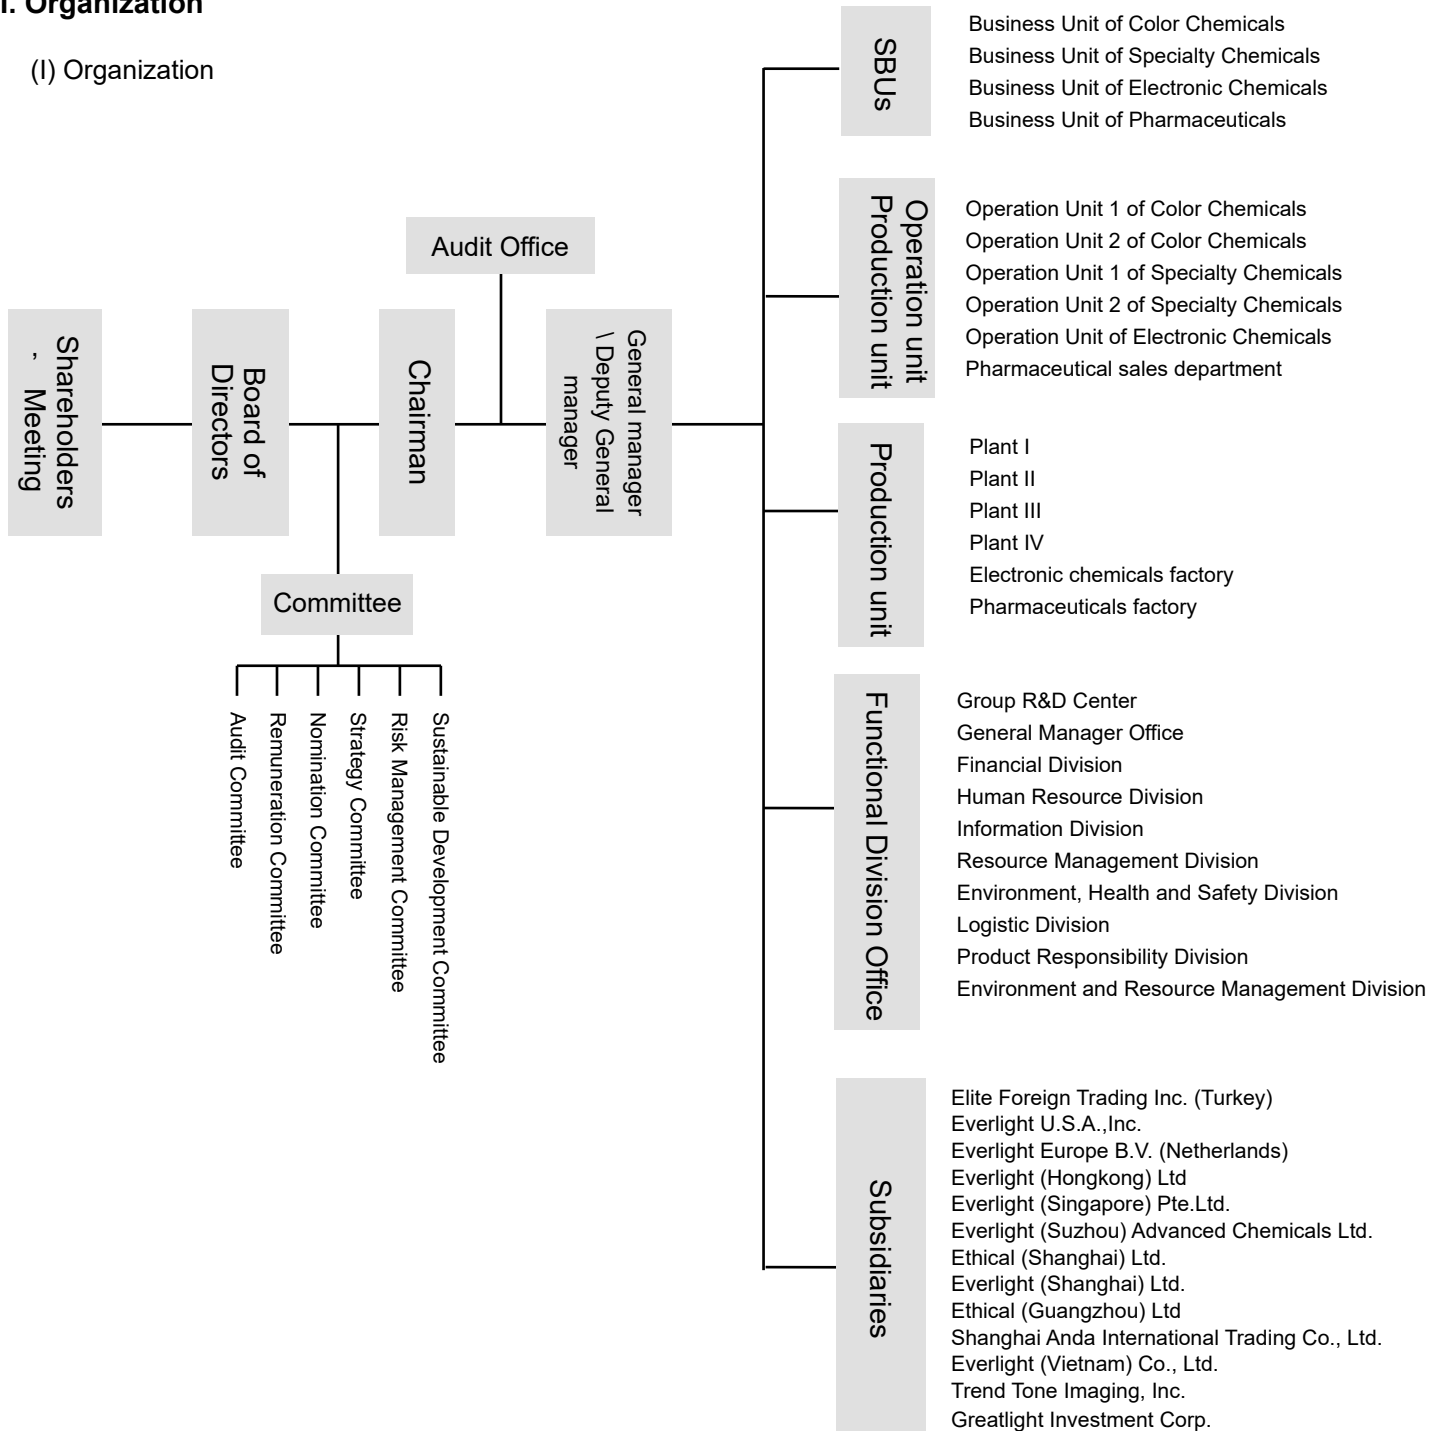 I. Organization
(I) Organization
Shareholders
’ Meeting
Board of
Directors
Chairman
Audit Office
General manager
\ Deputy General
manager
Committee
Audit Committee
Remuneration Committee
Nomination Committee
Strategy Committee
Risk Management Committee
Sustainable Development Committee
SBUs
Business Unit of Color Chemicals
Business Unit of Specialty Chemicals
Business Unit of Electronic Chemicals
Business Unit of Pharmaceuticals
Operation unit
Production unit
Operation Unit 1 of Color Chemicals
Operation Unit 2 of Color Chemicals
Operation Unit 1 of Specialty Chemicals
Operation Unit 2 of Specialty Chemicals
Operation Unit of Electronic Chemicals
Pharmaceutical sales department
Production unit
Plant I
Plant II
Plant III
Plant IV
Electronic chemicals factory
Pharmaceuticals factory
Functional Division Office
Group R&D Center
General Manager Office
Financial Division
Human Resource Division
Information Division
Resource Management Division
Environment, Health and Safety Division
Logistic Division
Product Responsibility Division
Environment and Resource Management Division
Subsidiaries
Elite Foreign Trading Inc. (Turkey)
Everlight U.S.A.,Inc.
Everlight Europe B.V. (Netherlands)
Everlight (Hongkong) Ltd
Everlight (Singapore) Pte.Ltd.
Everlight (Suzhou) Advanced Chemicals Ltd.
Ethical (Shanghai) Ltd.
Everlight (Shanghai) Ltd.
Ethical (Guangzhou) Ltd
Shanghai Anda International Trading Co., Ltd.
Everlight (Vietnam) Co., Ltd.
Trend Tone Imaging, Inc.
Greatlight Investment Corp.